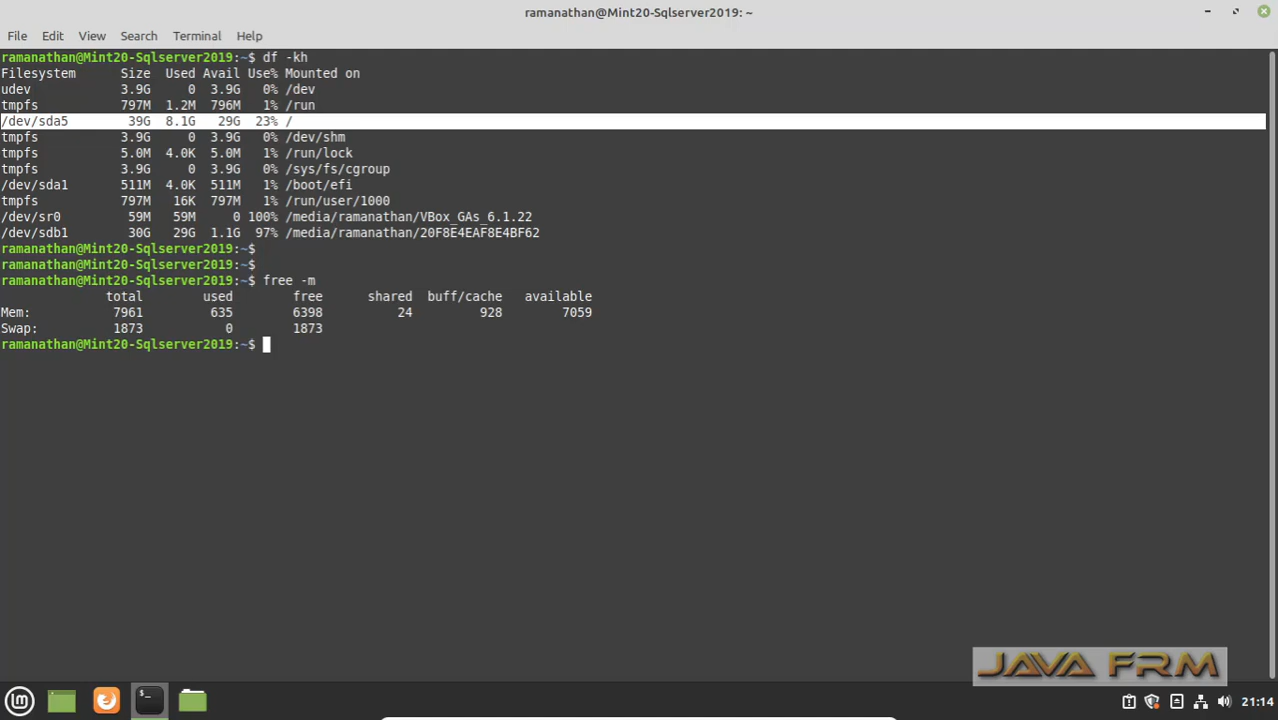 ramanathan@Mint20-Sqlserver2019: ~
File Edit View Search Terminal Help
ramanathan@Mint20-Sqlserver2019:~$ df -kh
Filesystem Size Used Avail Use% Mounted on
udev 3.9G 0 3.9G 0% /dev
tmpfs 797M 1.2M 796M 1% /run
/dev/sda5 39G 8.1G 29G 23% /
tmpfs 3.9G 0 3.9G 0% /dev/shm
tmpfs 5.0M 4.0K 5.0M 1% /run/lock
tmpfs 3.9G 0 3.9G 0% /sys/fs/cgroup
/dev/sda1 511M 4.0K 511M 1% /boot/efi
tmpfs 797M 16K 797M 1% /run/user/1000
/dev/sr0 59M 59M 0 100% /media/ramanathan/VBox_GAs_6.1.22
/dev/sdb1 30G 29G 1.1G 97% /media/ramanathan/20F8E4EAF8E4BF62
ramanathan@Mint20-Sqlserver2019:~$
ramanathan@Mint20-Sqlserver2019:~$
ramanathan@Mint20-Sqlserver2019:~$ free -m
total used free shared buff/cache available
Mem: 7961 635 6398 24 928 7059
Swap: 1873 0 1873
ramanathan@Mint20-Sqlserver2019:~$
JAVA FRM
21:14